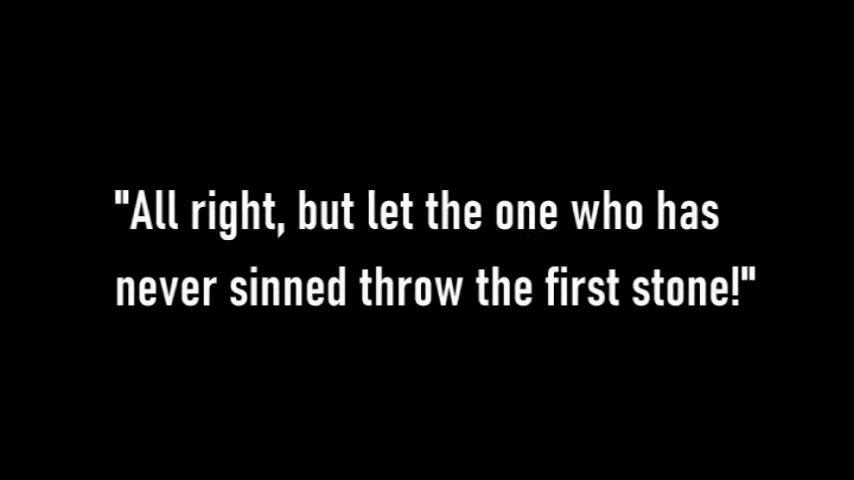 "All right, but let the one who has
never sinned throw the first stone!"